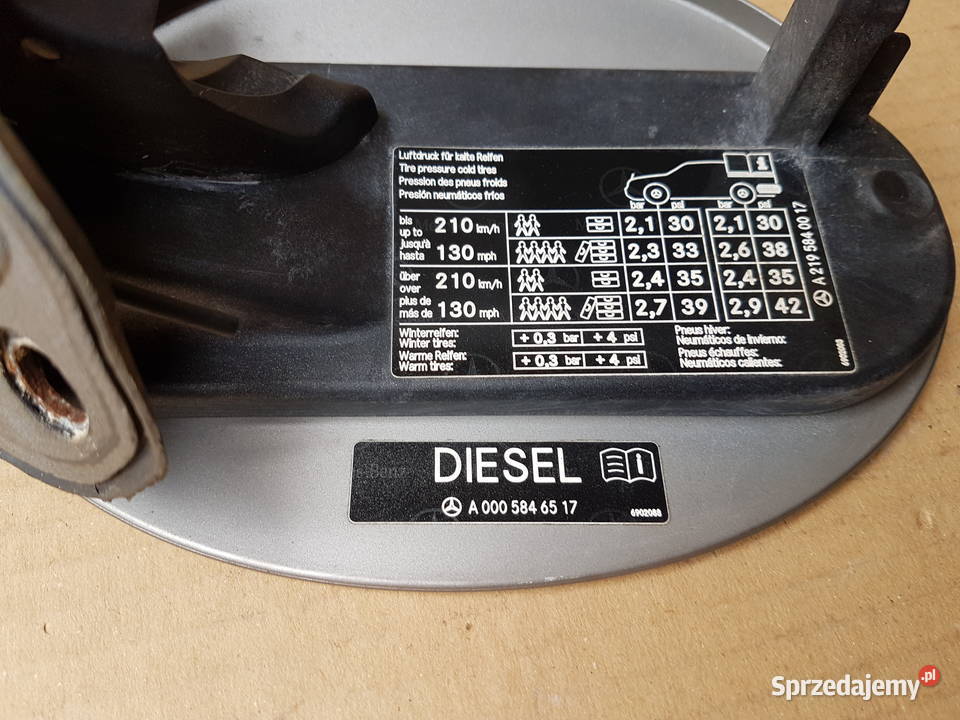 Luftdruck für kalte Reifen
Tire pressure cold tires
Pression des pneus froids
Presión neumáticos fríos
bar psi bar psi
bis
up to
jusqu'à
hasta
210 km/h
130 mph
2,1 30 2,1 30
2,3 33 2,6 38
über
over
plus de
más de
210 km/h
130 mph
2,4 35 2,4 35
2,7 39 2,9 42
Winterreifen:
Winter tires:
+ 0,3 bar + 4 psi
Pneus hiver:
Neumáticos de invierno:
Warme Reifen:
Warm tires:
+ 0,3 bar + 4 psi
Pneus échauffés:
Neumáticos calientes:
A 219 584 00 17
DIESEL
A 000 584 65 17
6902088
Sprzedajemy.pl